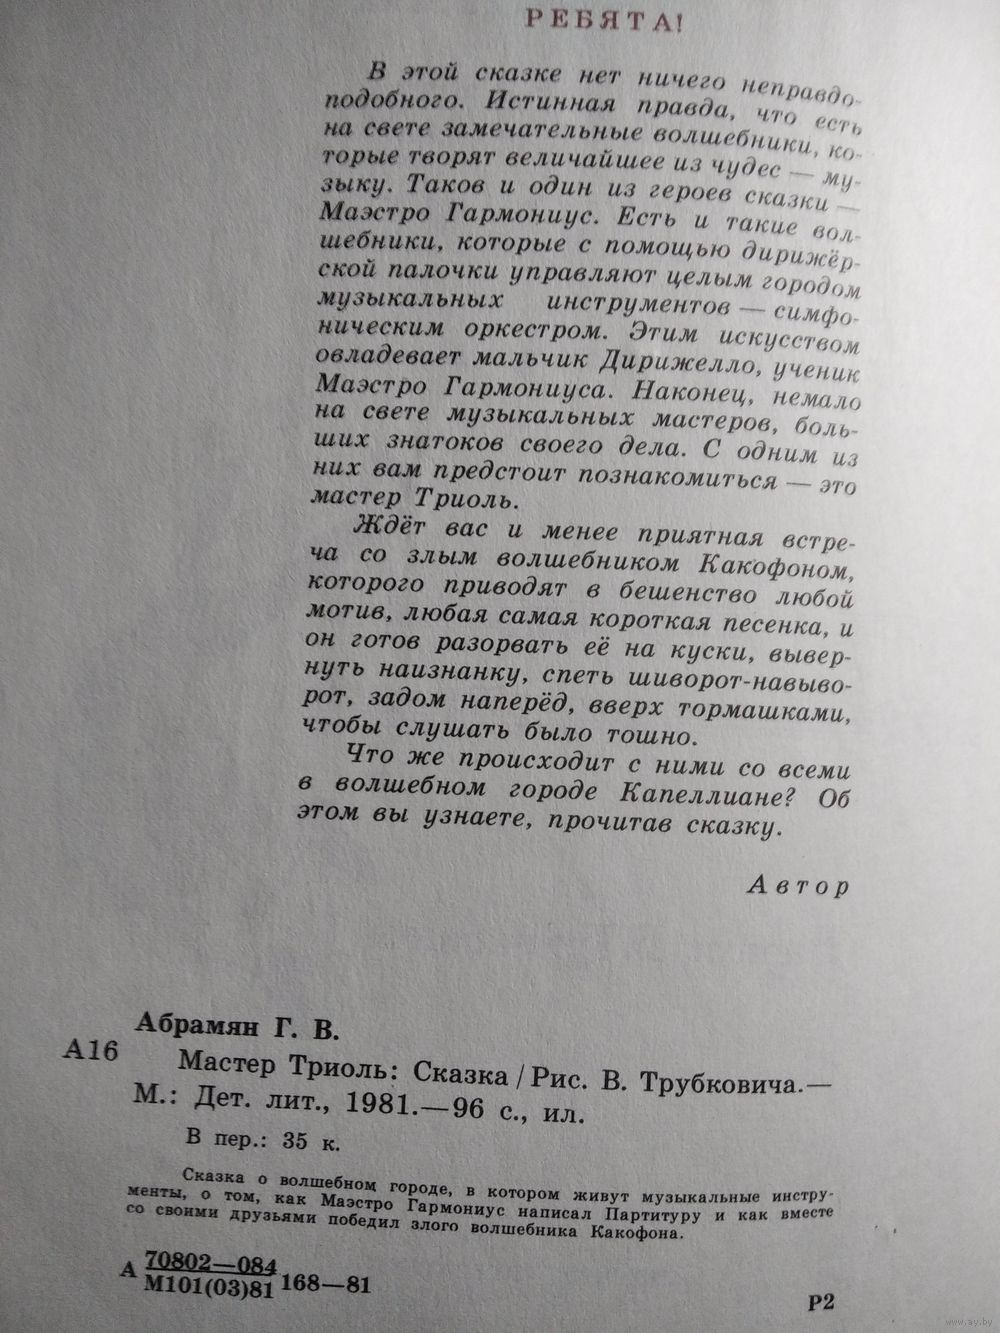 РЕБЯТА!
В этой сказке нет ничего неправдо-
подобного. Истинная правда, что есть
на свете замечательные волшебники, ко-
торые творят величайшее из чудес — му-
зыку. Таков и один из героев сказки —
Маэстро Гармониус. Есть и такие вол-
шебники, которые с помощью дирижёр-
ской палочки управляют целым городом
музыкальных инструментов — симфо-
ническим оркестром. Этим искусством
овладевает мальчик Дирижелло, ученик
Маэстро Гармониуса. Наконец, немало
на свете музыкальных мастеров, боль-
ших знатоков своего дела. С одним из
них вам предстоит познакомиться — это
мастер Триоль.
Ждёт вас и менее приятная встре-
ча со злым волшебником Какофоном,
которого приводят в бешенство любой
мотив, любая самая короткая песенка, и
он готов разорвать её на куски, вывер-
нуть наизнанку, спеть шиворот-навыво-
рот, задом наперёд, вверх тормашками,
чтобы слушать было тошно.
Что же происходит с ними со всеми
в волшебном городе Капеллиане? Об
этом вы узнаете, прочитав сказку.
Автор
Абрамян Г. В.
А16
Мастер Триоль: Сказка / Рис. В. Трубковича.—
М.: Дет. лит., 1981.—96 с., ил.
В пер.: 35 к.
Сказка о волшебном городе, в котором живут музыкальные инстру-
менты, о том, как Маэстро Гармониус написал Партитуру и как вместе
со своими друзьями победил злого волшебника Какофона.
А 70802—084
М101(03)81 168—81
Р2
www.ay.by